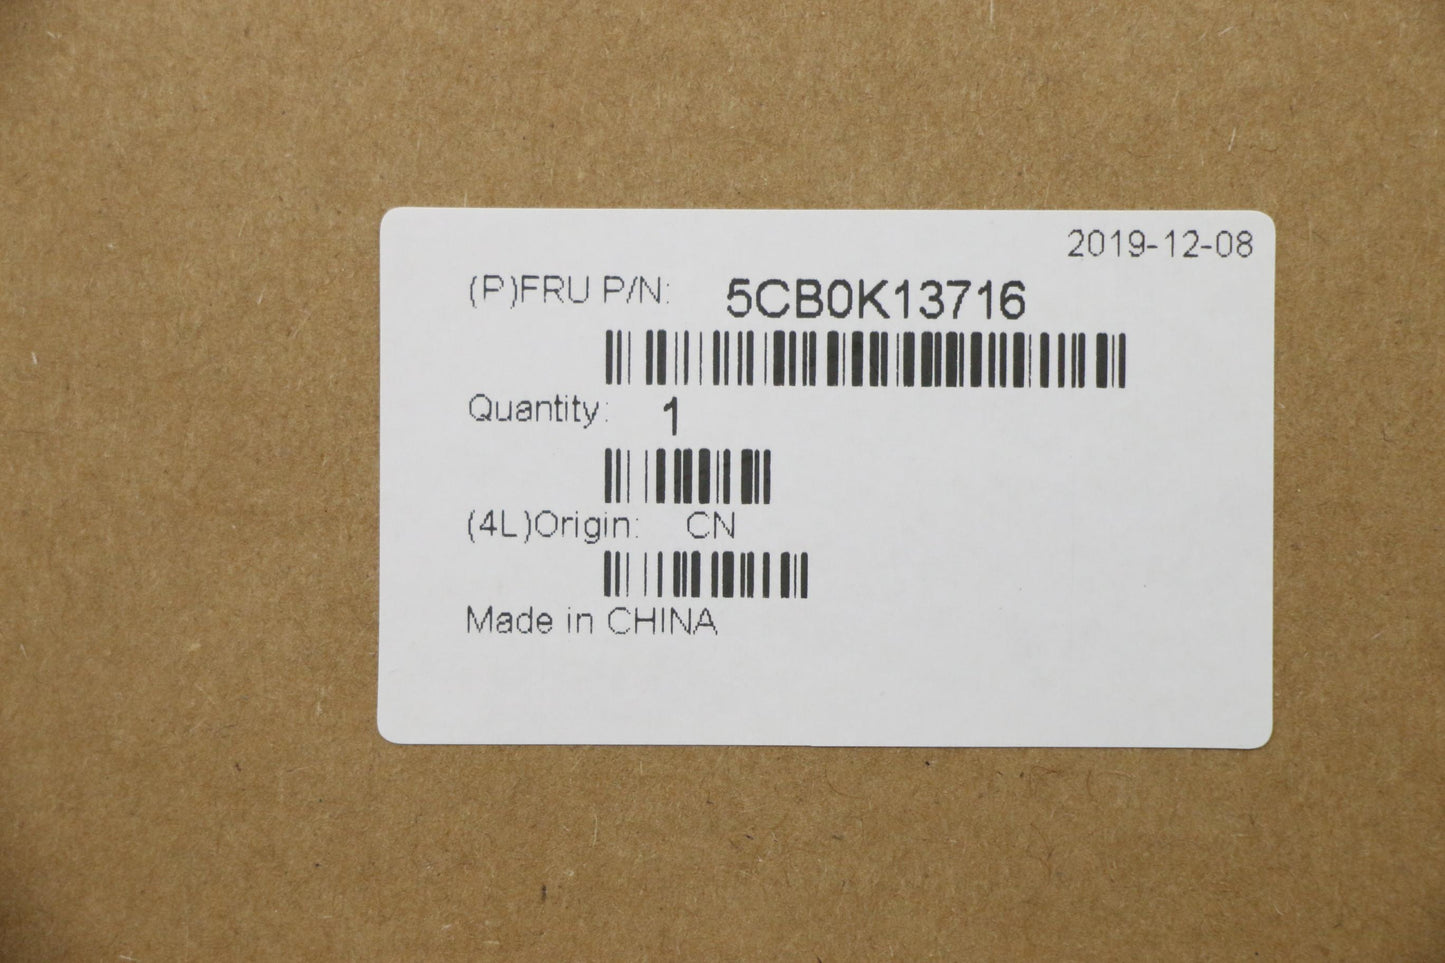 2019-12-08
(P)FRU P/N: 5CB0K13716
Quantity: 1
(4L)Origin: CN
Made in CHINA